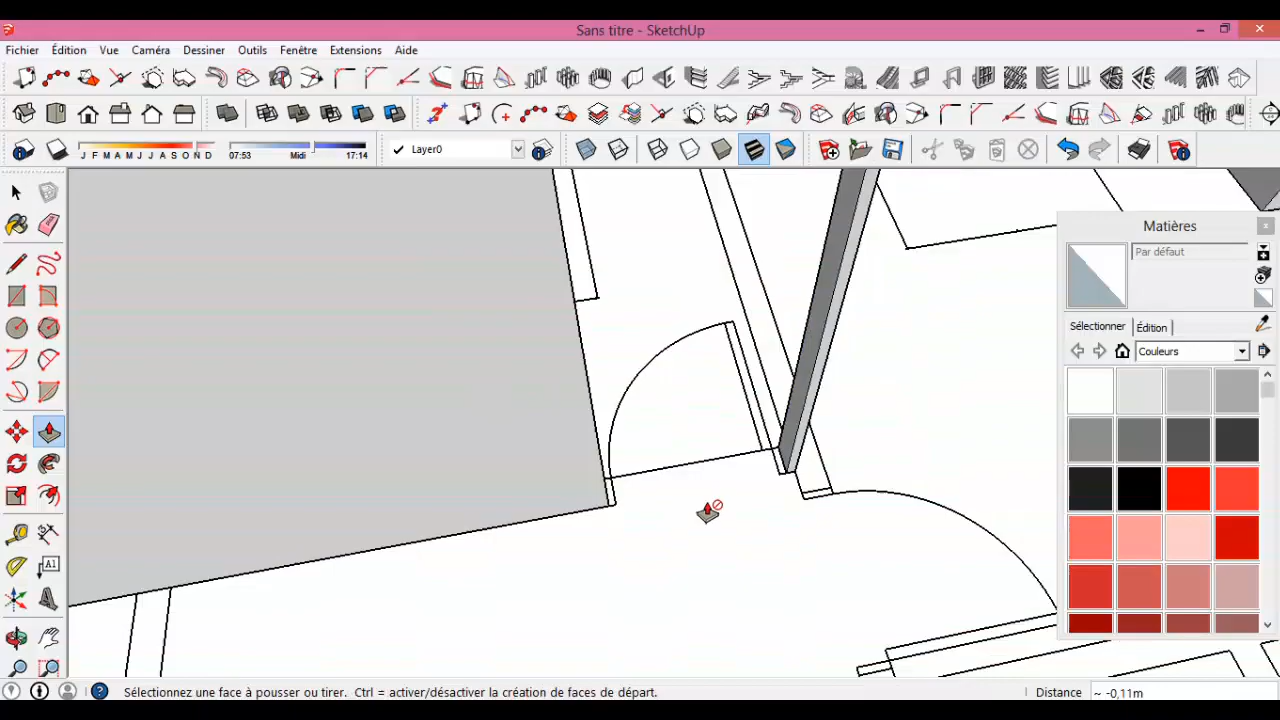 Sans titre - SketchUp
Fichier Édition Vue Caméra Dessiner Outils Fenêtre Extensions Aide
J F M A M J J A S O N D 07:53 Midi 17:14 Layer0
Matières
Par défaut
Sélectionner Édition
Couleurs
A1
Sélectionnez une face à pousser ou tirer. Ctrl = activer/désactiver la création de faces de départ. Distance ~ -0,11m